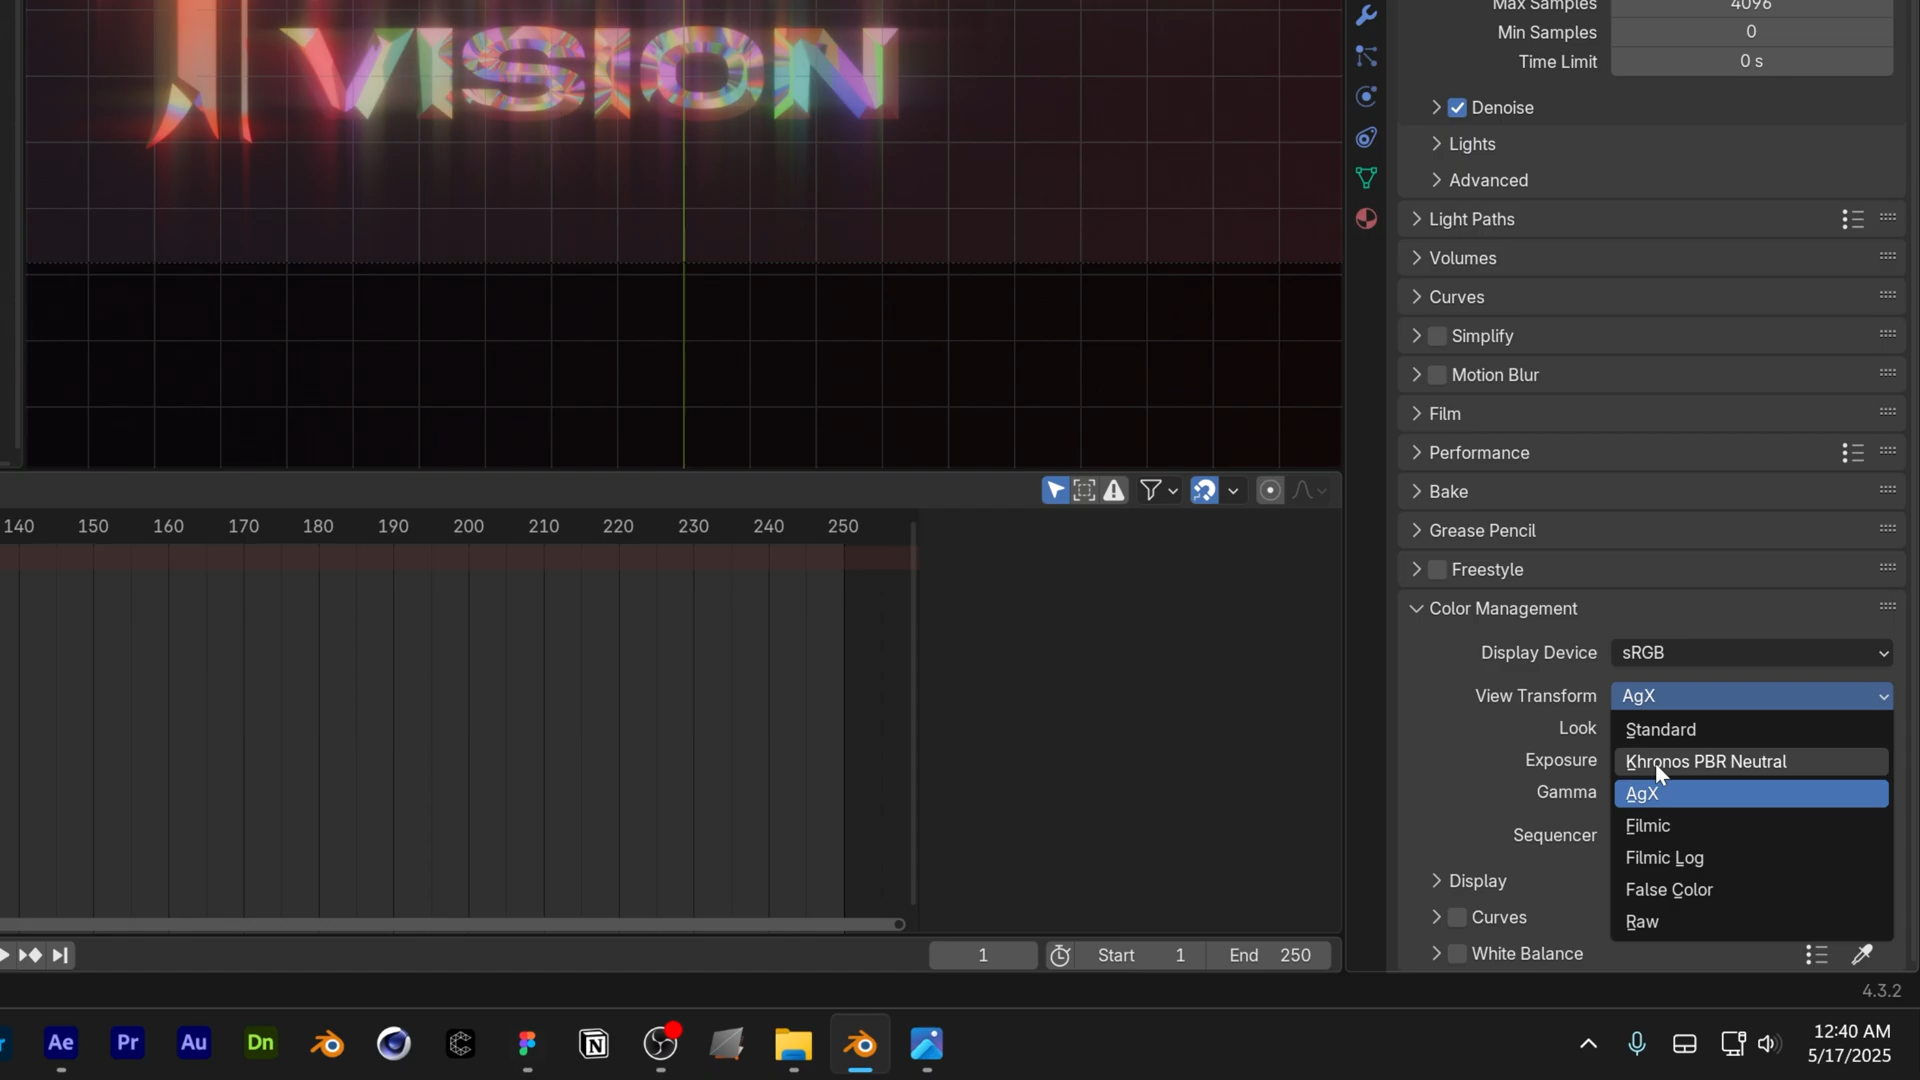 VISION
Max Samples 4096
Min Samples 0
Time Limit 0 s
Denoise
Lights
Advanced
Light Paths
Volumes
Curves
Simplify
Motion Blur
Film
Performance
Bake
Grease Pencil
Freestyle
Color Management
Display Device sRGB
View Transform AgX
Look
Exposure
Gamma
Sequencer
Standard
Khronos PBR Neutral
AgX
Filmic
Filmic Log
False Color
Raw
Display
Curves
White Balance
140 150 160 170 180 190 200 210 220 230 240 250
1 Start 1 End 250
4.3.2
Ae Pr Au Dn
12:40 AM
5/17/2025